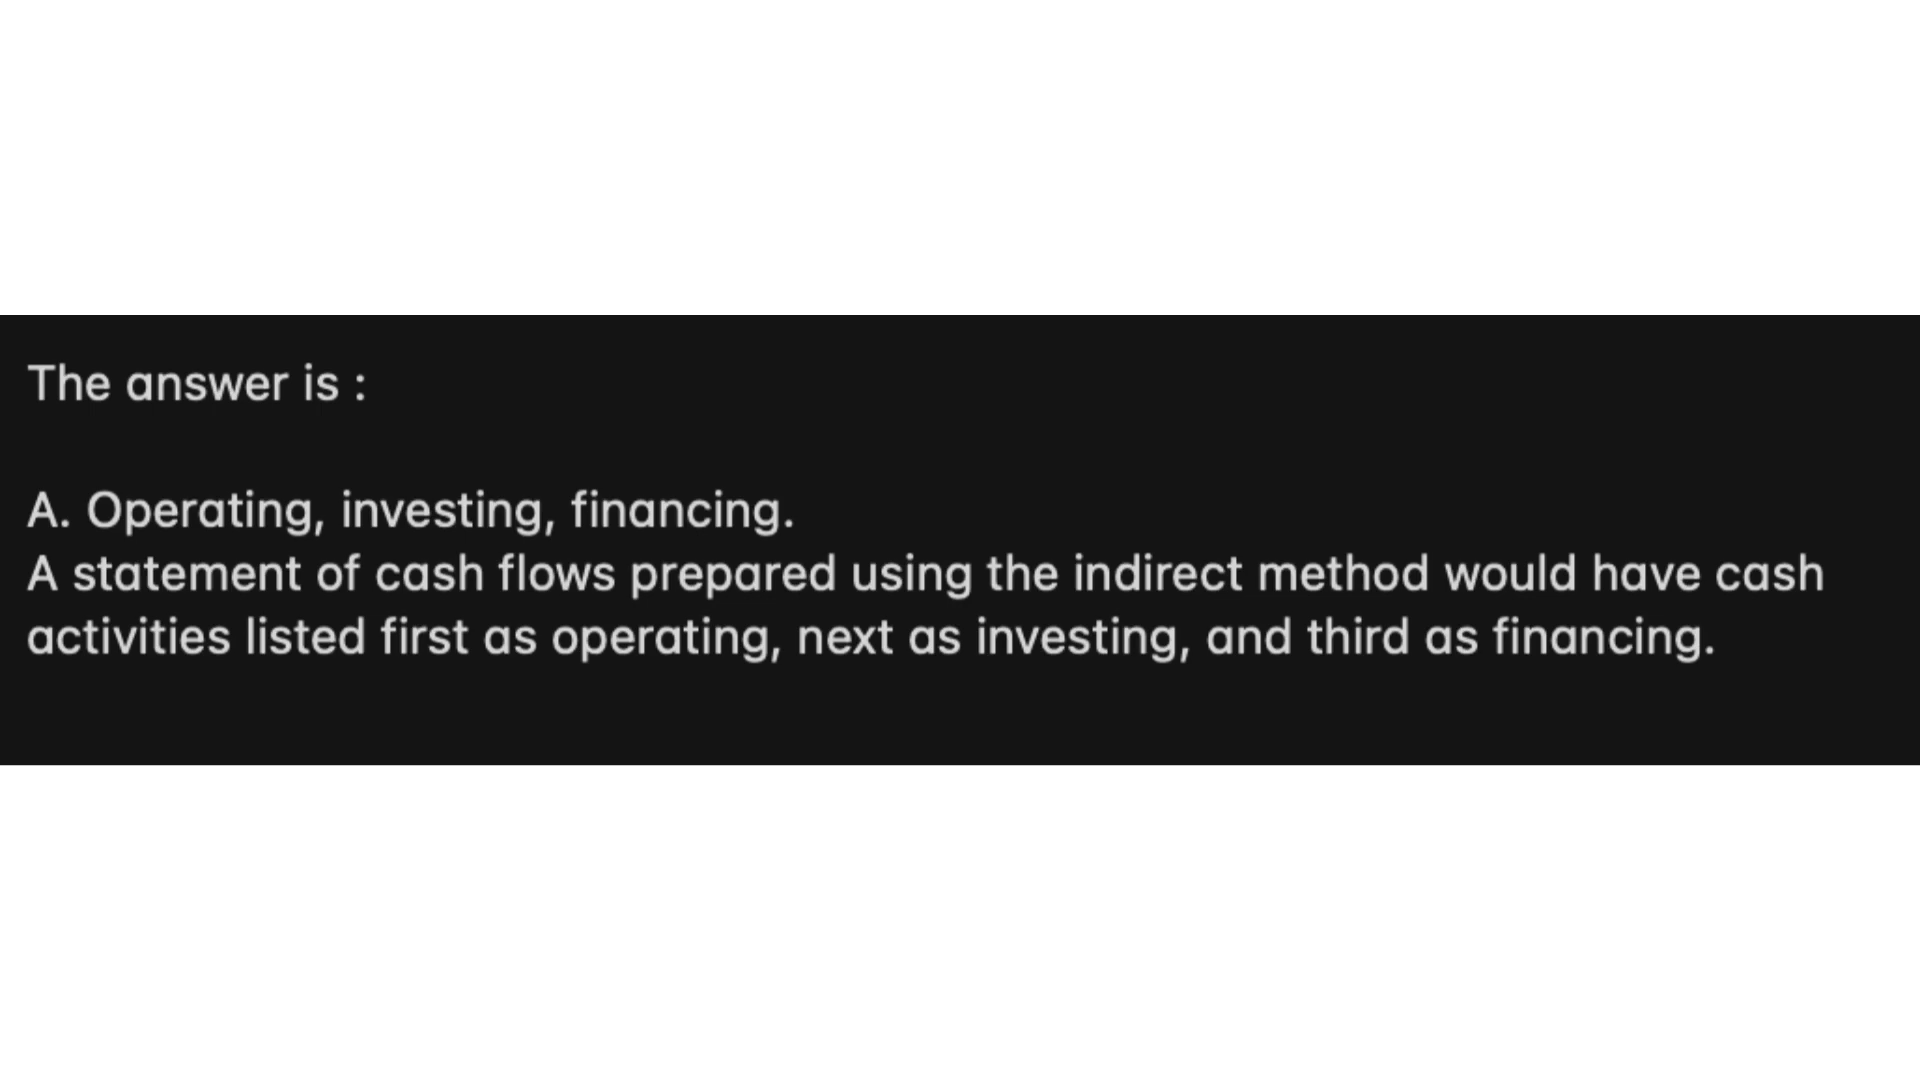 The answer is :
A. Operating, investing, financing.
A statement of cash flows prepared using the indirect method would have cash
activities listed first as operating, next as investing, and third as financing.